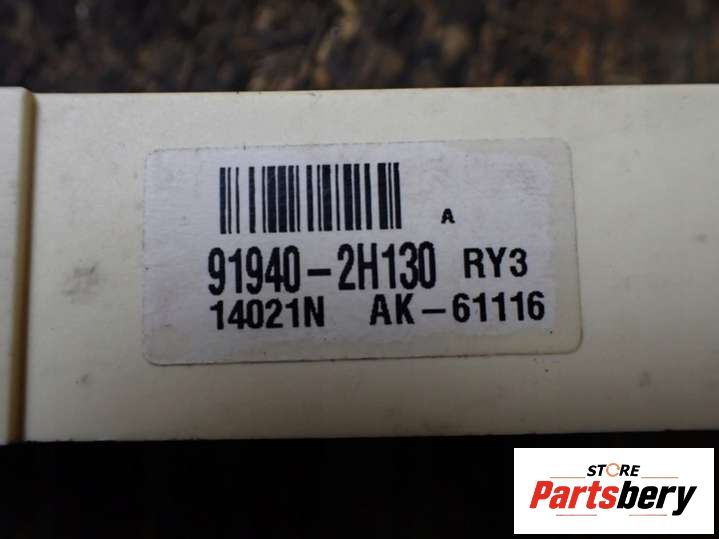 A
91940-2H130 RY3
14021N AK-61116
STORE
Partsbery